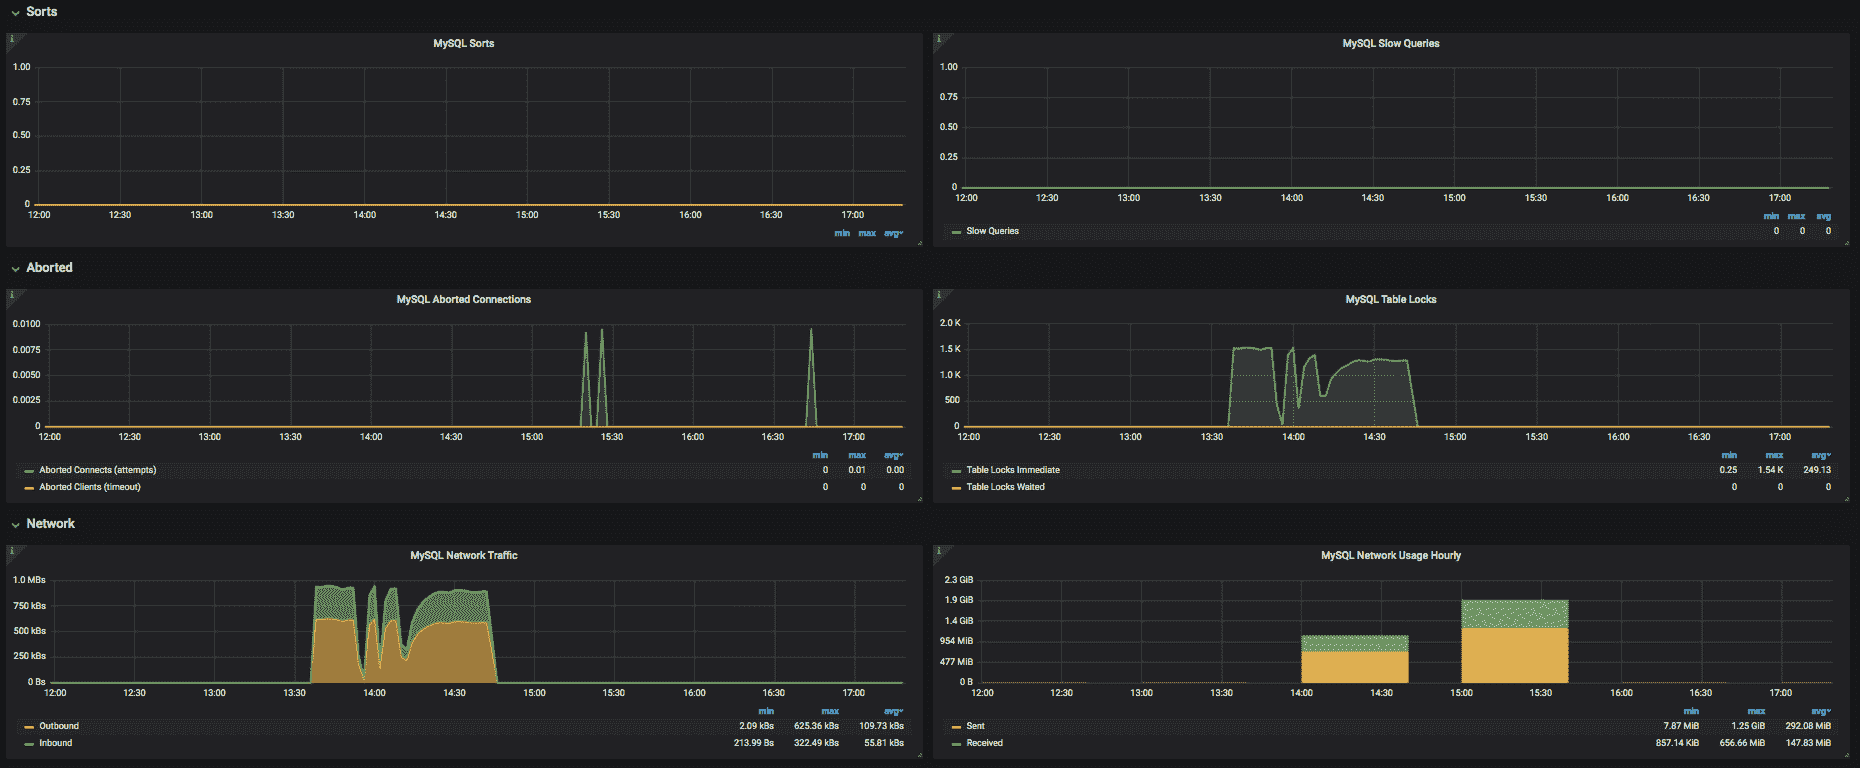 Sorts
MySQL Sorts
1.00
0.75
0.50
0.25
0
12:00 12:30 13:00 13:30 14:00 14:30 15:00 15:30 16:00 16:30 17:00
min max avg
MySQL Slow Queries
1.00
0.75
0.50
0.25
0
12:00 12:30 13:00 13:30 14:00 14:30 15:00 15:30 16:00 16:30 17:00
min max avg
Slow Queries 0 0 0
Aborted
MySQL Aborted Connections
0.0100
0.0075
0.0050
0.0025
0
12:00 12:30 13:00 13:30 14:00 14:30 15:00 15:30 16:00 16:30 17:00
min max avg
Aborted Connects (attempts) 0 0.01 0.00
Aborted Clients (timeout) 0 0 0
MySQL Table Locks
2.0 K
1.5 K
1.0 K
500
0
12:00 12:30 13:00 13:30 14:00 14:30 15:00 15:30 16:00 16:30 17:00
min max avg
Table Locks Immediate 0.25 1.54 K 249.13
Table Locks Waited 0 0 0
Network
MySQL Network Traffic
1.0 MBs
750 kBs
500 kBs
250 kBs
0 Bs
12:00 12:30 13:00 13:30 14:00 14:30 15:00 15:30 16:00 16:30 17:00
min max avg
Outbound 2.09 kBs 625.36 kBs 109.73 kBs
Inbound 213.99 Bs 322.49 kBs 55.81 kBs
MySQL Network Usage Hourly
2.3 GiB
1.9 GiB
1.4 GiB
954 MiB
477 MiB
0 B
12:00 12:30 13:00 13:30 14:00 14:30 15:00 15:30 16:00 16:30 17:00
min max avg
Sent 7.87 MiB 1.25 GiB 292.08 MiB
Received 857.14 KiB 656.66 MiB 147.83 MiB